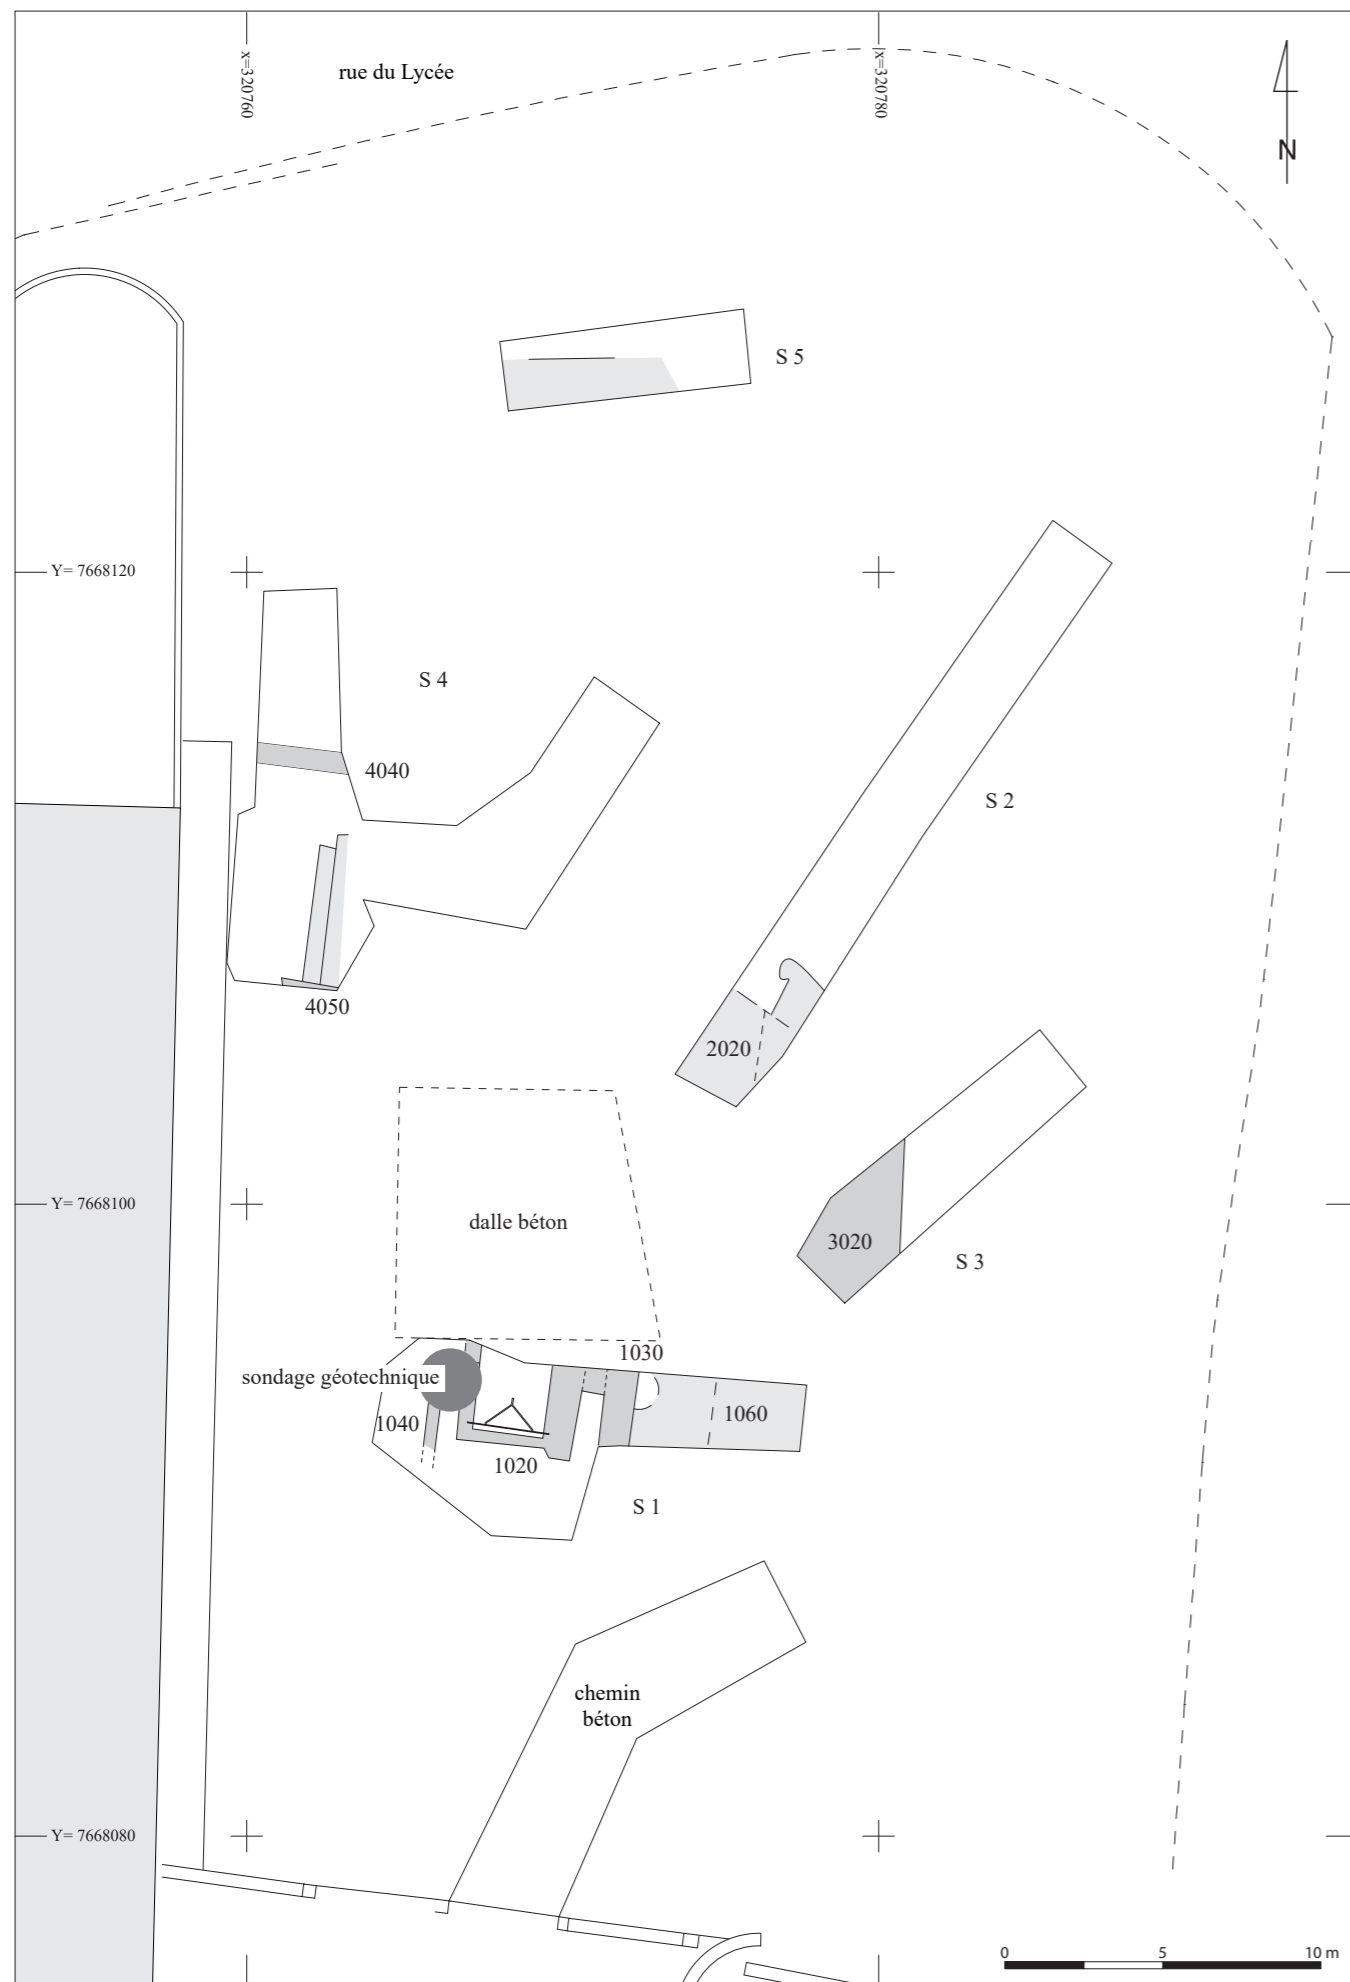 x=320760
rue du Lycée
x=320780
N
S 5
Y= 7668120
S 4
4040
S 2
4050
2020
Y= 7668100
dalle béton
3020
S 3
1030
sondage géotechnique
1040
1060
1020
S 1
chemin
béton
Y= 7668080
0 5 10 m